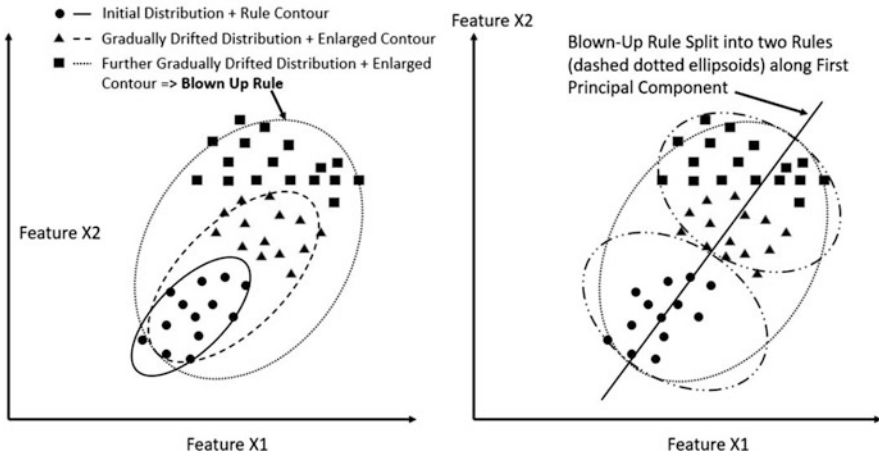 Initial Distribution + Rule Contour
Gradually Drifted Distribution + Enlarged Contour
Further Gradually Drifted Distribution + Enlarged
Contour => Blown Up Rule
Feature X2
Feature X1
Feature X2
Blown-Up Rule Split into two Rules
(dashed dotted ellipsoids) along First
Principal Component
Feature X1